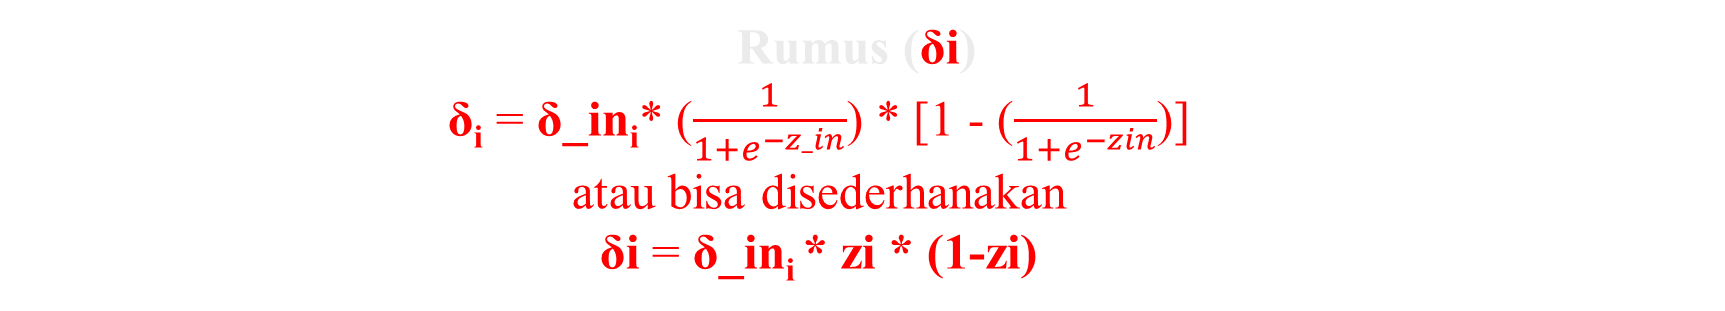 Rumus (δi)
δᵢ = δ_inᵢ* (1/(1+e^−z_in)) * [1 - (1/(1+e^−zin))]
atau bisa disederhanakan
δi = δ_inᵢ * zi * (1-zi)